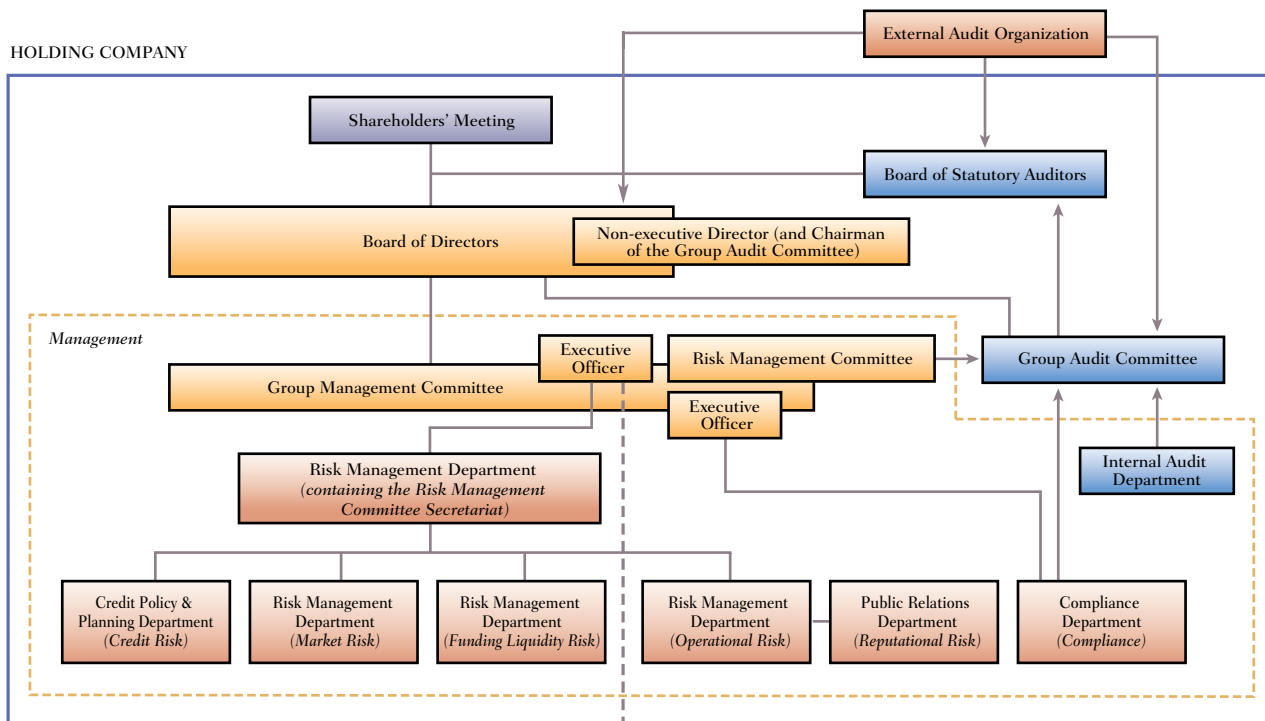 External Audit Organization
HOLDING COMPANY
Shareholders’ Meeting
Board of Statutory Auditors
Board of Directors
Non-executive Director (and Chairman
of the Group Audit Committee)
Management
Executive
Officer
Risk Management Committee
Group Audit Committee
Group Management Committee
Executive
Officer
Risk Management Department
(containing the Risk Management
Committee Secretariat)
Internal Audit
Department
Credit Policy &
Planning Department
(Credit Risk)
Risk Management
Department
(Market Risk)
Risk Management
Department
(Funding Liquidity Risk)
Risk Management
Department
(Operational Risk)
Public Relations
Department
(Reputational Risk)
Compliance
Department
(Compliance)